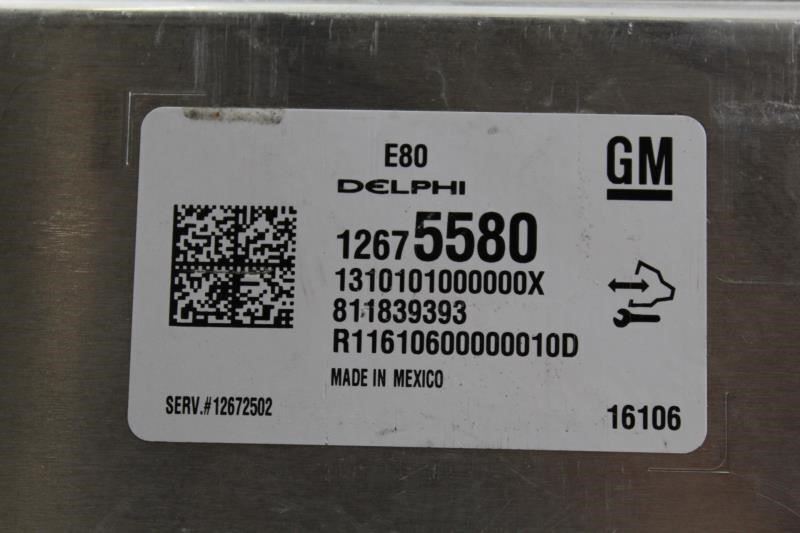 E80
GM
DELPHI
12675580
1310101000000X
811839393
R11610600000010D
MADE IN MEXICO
SERV.#12672502
16106